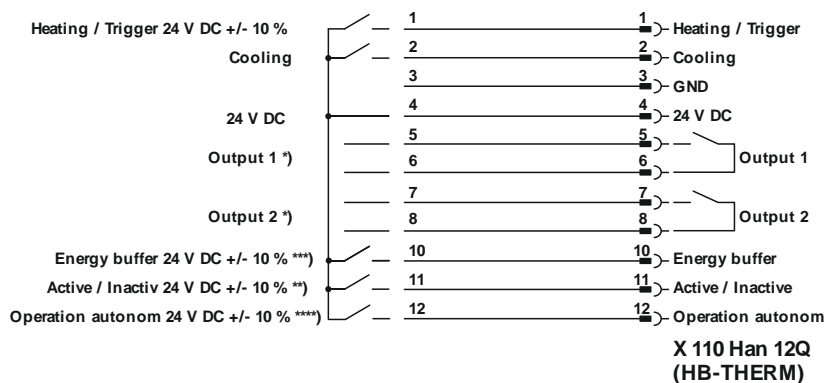 Heating / Trigger 24 V DC +/- 10 % 1 1 Heating / Trigger
Cooling 2 2 Cooling
3 3 GND
24 V DC 4 4 24 V DC
5 5
Output 1 *) Output 1
6 6
7 7
Output 2 *) Output 2
8 8
Energy buffer 24 V DC +/- 10 % ***) 10 10 Energy buffer
Active / Inactiv 24 V DC +/- 10 % **) 11 11 Active / Inactive
Operation autonom 24 V DC +/- 10 % ****) 12 12 Operation autonom
X 110 Han 12Q
(HB-THERM)